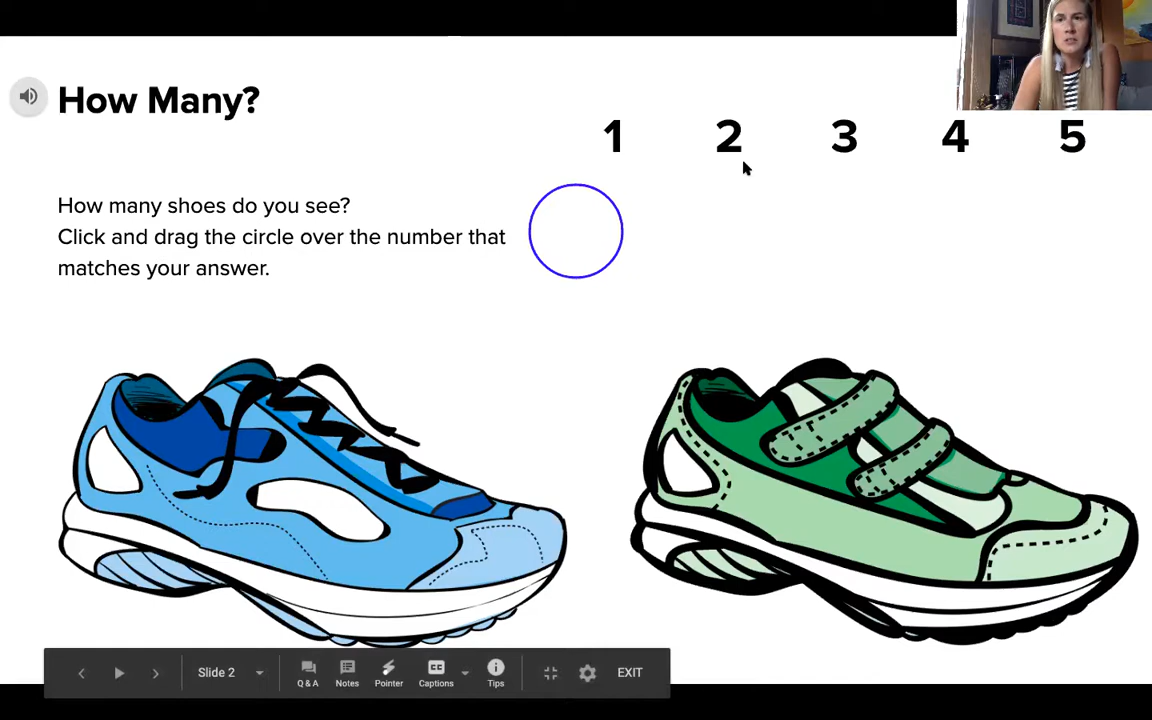 How Many?
1 2 3 4 5
How many shoes do you see?
Click and drag the circle over the number that
matches your answer.
Slide 2
Q & A
Notes
Pointer
CC
Captions
Tips
EXIT